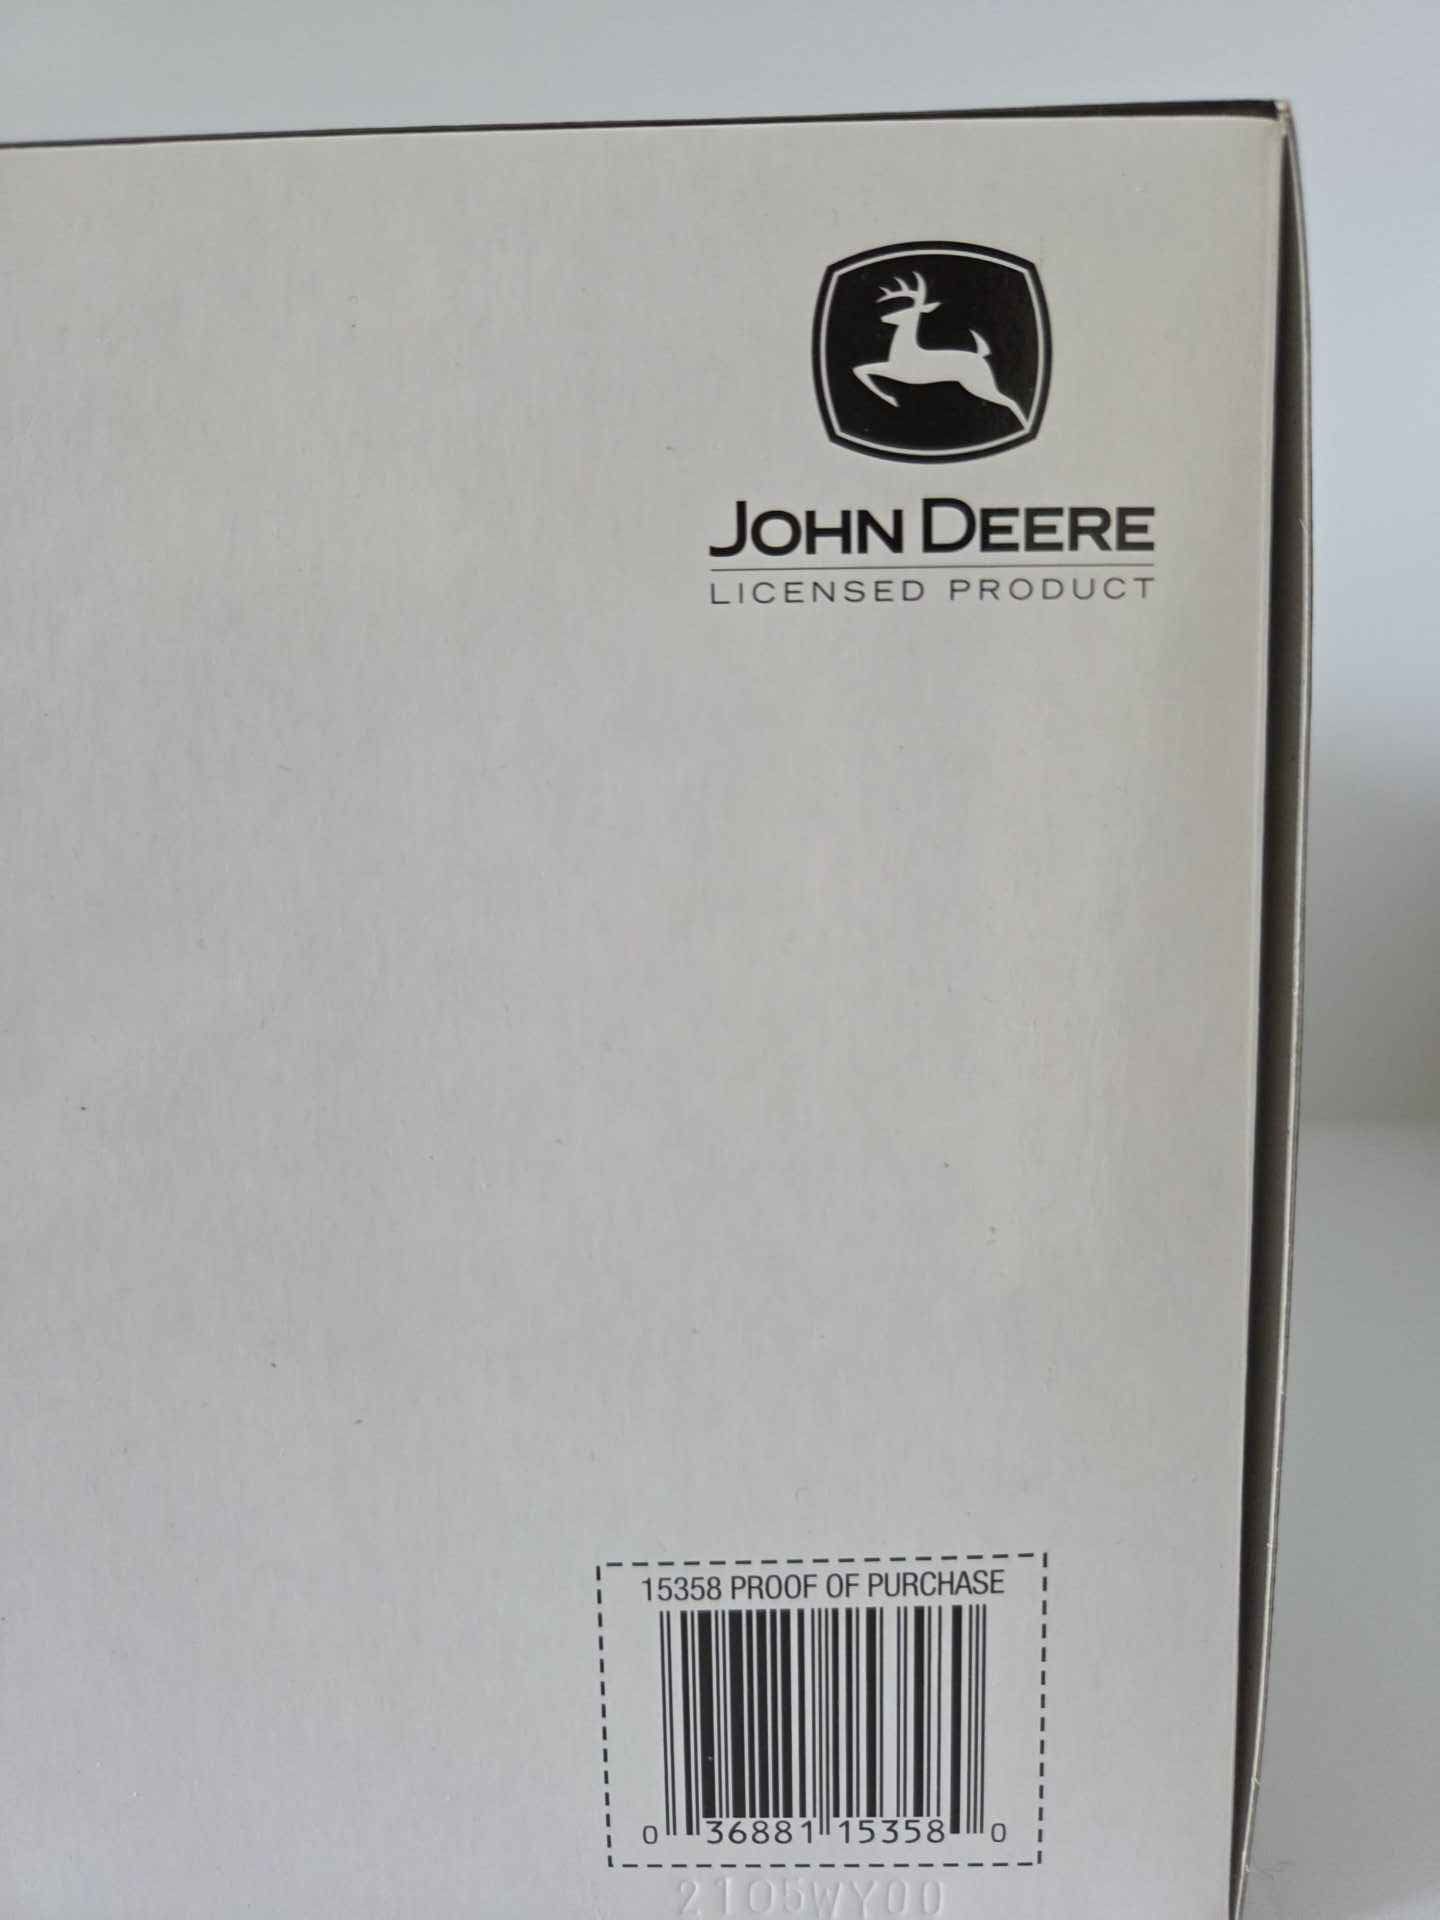 JOHN DEERE
LICENSED PRODUCT
15358 PROOF OF PURCHASE
0 36881 15358 0
2105WY00